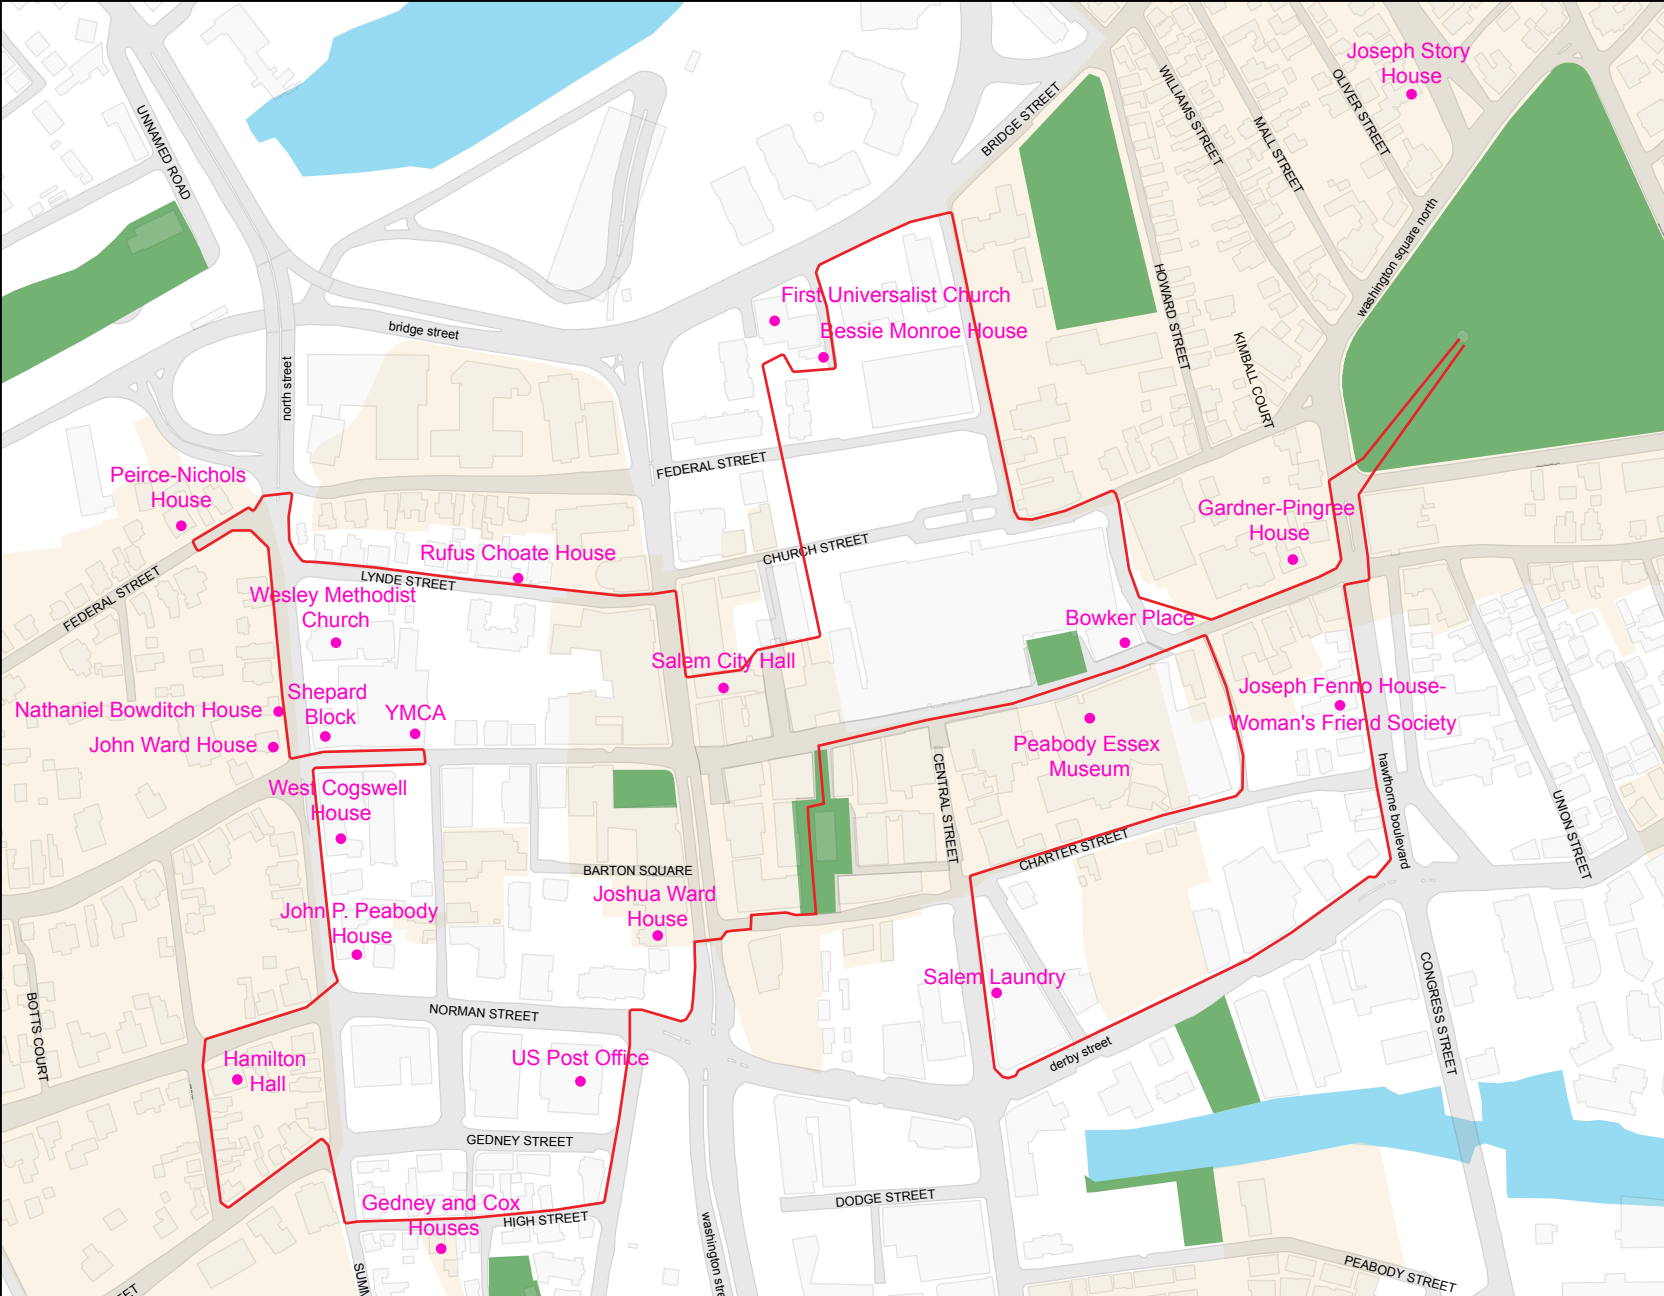 Joseph Story
House
UNNAMED ROAD
BRIDGE STREET
WILLIAMS STREET
MALL STREET
OLIVER STREET
washington square north
HOWARD STREET
KIMBALL COURT
First Universalist Church
Bessie Monroe House
bridge street
north street
FEDERAL STREET
Peirce-Nichols
House
Gardner-Pingree
House
CHURCH STREET
Rufus Choate House
LYNDE STREET
FEDERAL STREET
Wesley Methodist
Church
Bowker Place
Salem City Hall
Shepard
Block
YMCA
Nathaniel Bowditch House
John Ward House
Joseph Fenno House-
Woman's Friend Society
Peabody Essex
Museum
West Cogswell
House
CENTRAL STREET
hawthorne boulevard
UNION STREET
CHARTER STREET
BARTON SQUARE
Joshua Ward
House
John P. Peabody
House
Salem Laundry
CONGRESS STREET
BOTTS COURT
NORMAN STREET
derby street
Hamilton
Hall
US Post Office
GEDNEY STREET
DODGE STREET
Gedney and Cox
Houses
HIGH STREET
washington stre
SUMM
EET
PEABODY STREET